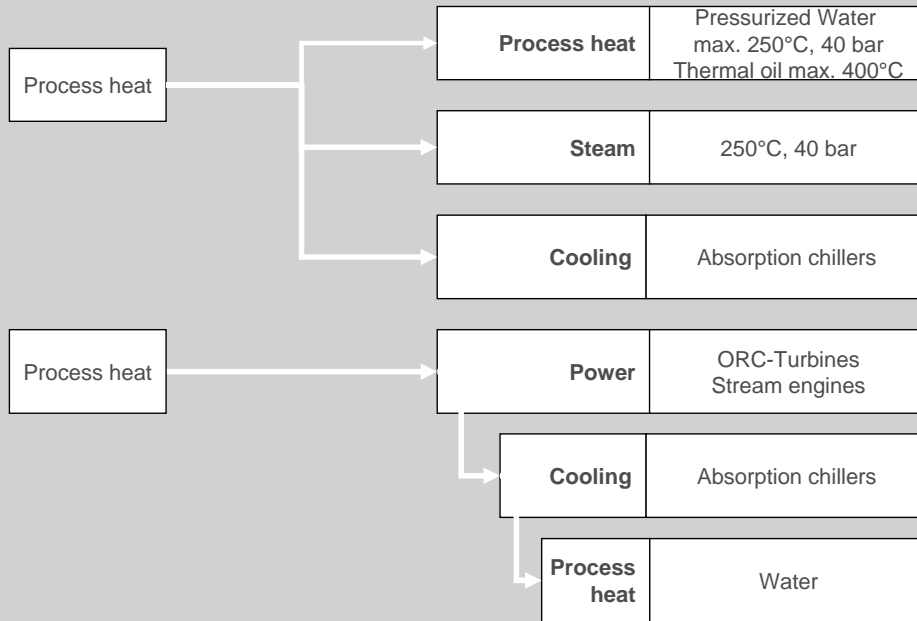 Process heat
Process heat
Pressurized Water
max. 250°C, 40 bar
Thermal oil max. 400°C
Steam
250°C, 40 bar
Cooling
Absorption chillers
Process heat
Power
ORC-Turbines
Stream engines
Cooling
Absorption chillers
Process
heat
Water